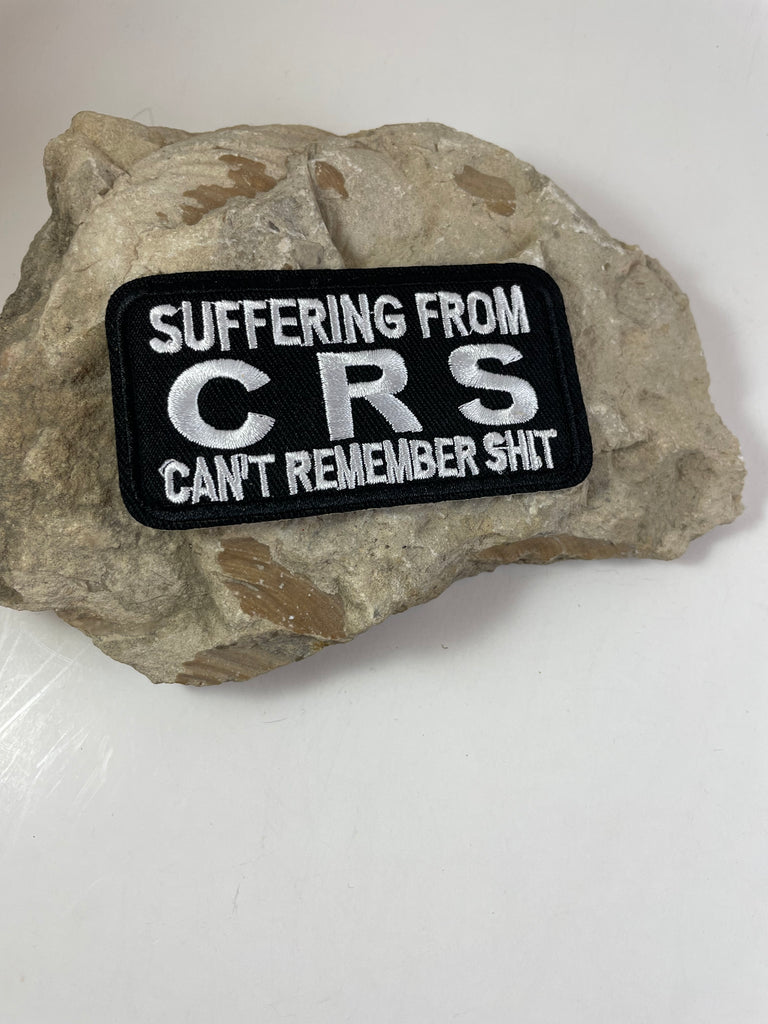 SUFFERING FROM
C R S
CAN'T REMEMBER SHIT